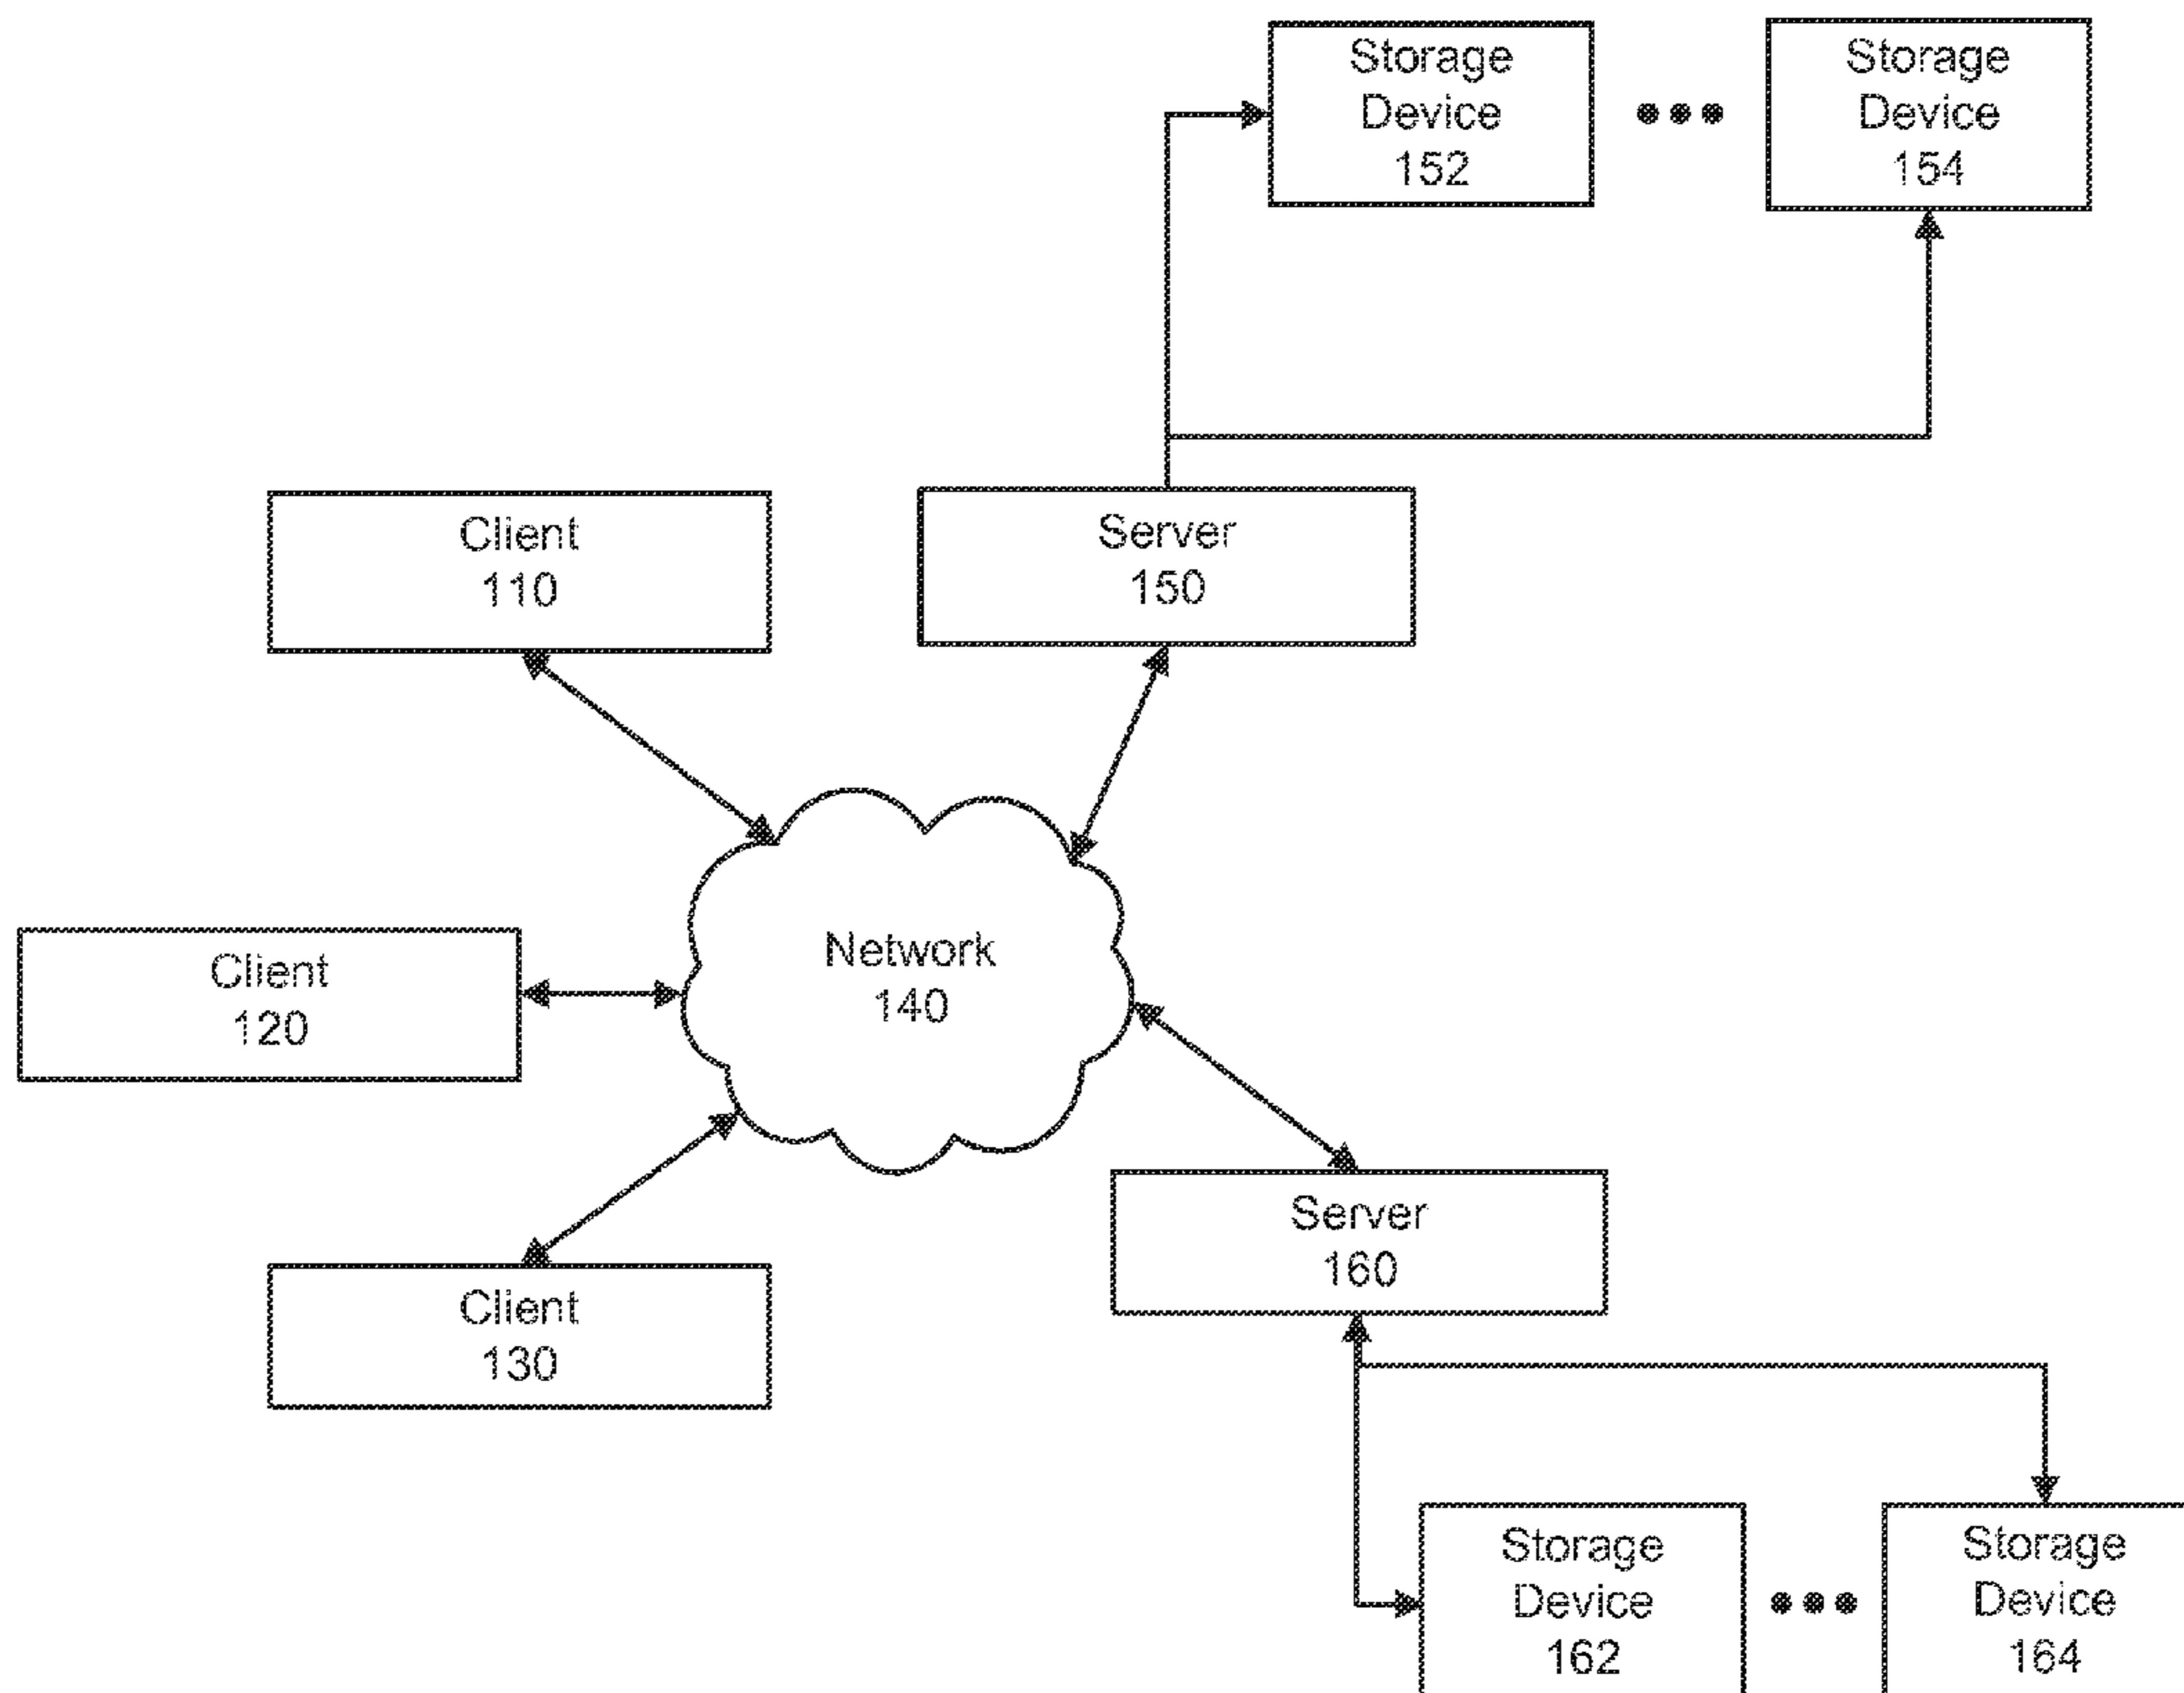 Storage
Device
152
Storage
Device
154
Client
110
Server
150
Network
140
Client
120
Server
160
Client
130
Storage
Device
162
Storage
Device
164